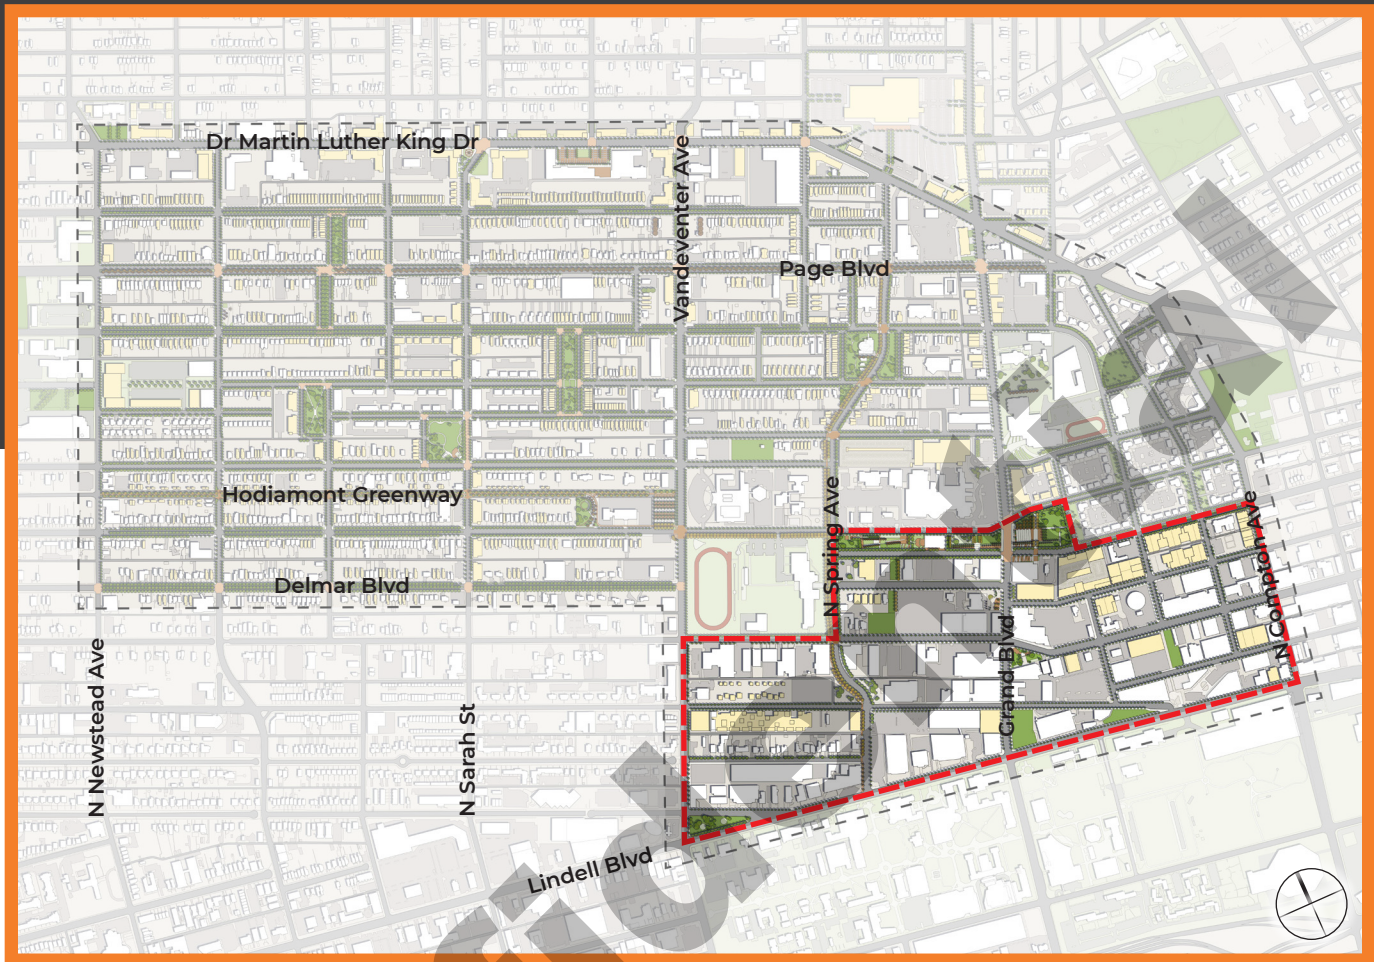 Dr Martin Luther King Dr
Vandeventer Ave
Page Blvd
Hodiamont Greenway
N Spring Ave
N Compton Ave
Delmar Blvd
Grand Blvd
N Newstead Ave
N Sarah St
Lindell Blvd